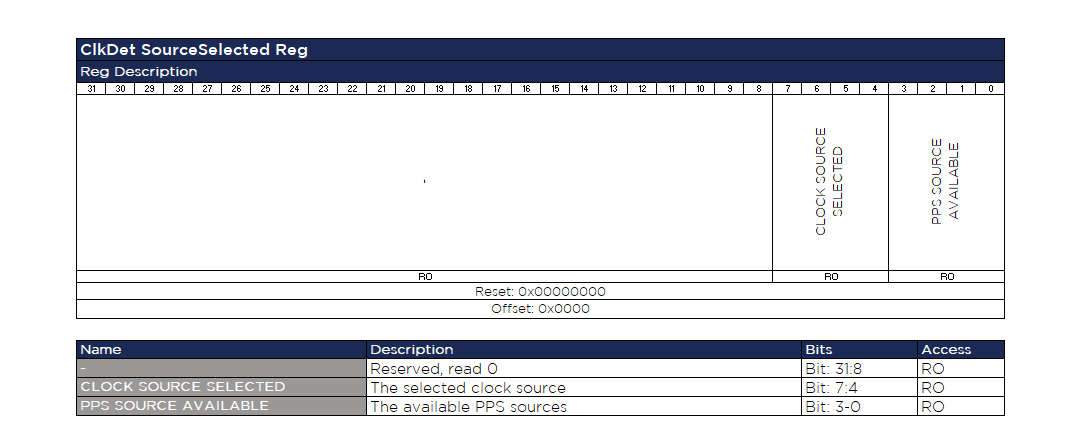 ClkDet SourceSelected Reg
Reg Description
31 30 29 28 27 26 25 24 23 22 21 20 19 18 17 16 15 14 13 12 11 10 9 8 7 6 5 4 3 2 1 0
-
CLOCK SOURCE
SELECTED
PPS SOURCE
AVAILABLE
RO RO RO
Reset: 0x00000000
Offset: 0x0000
Name Description Bits Access
- Reserved, read 0 Bit: 31:8 RO
CLOCK SOURCE SELECTED The selected clock source Bit: 7:4 RO
PPS SOURCE AVAILABLE The available PPS sources Bit: 3-0 RO